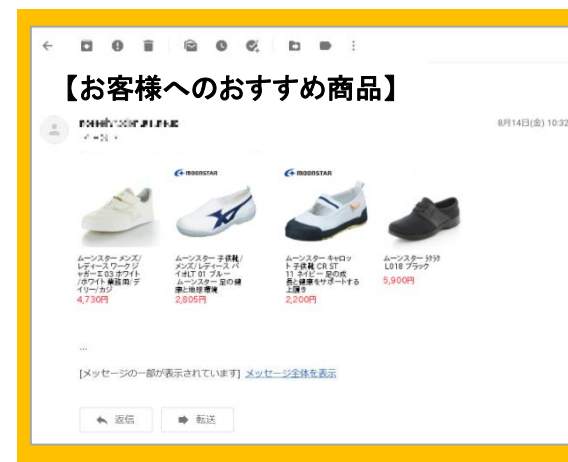 【お客様へのおすすめ商品】
8月14日(金) 10:32
MOONSTAR
MOONSTAR
ムーンスター メンズ/
レディース ワークジ
ャガーΣ03 ホワイト
/ホワイト 業務用/デ
イリー/カジ
4,730円
ムーンスター 子供靴/
メンズ/レディース バ
イオLT 01 ブルー
ムーンスター 足の健
康と地球環境
2,805円
ムーンスター キャロッ
ト 子供靴 CR ST
11 ネイビー 足の成
長と健康をサポートする
上履き
2,200円
ムーンスター
L018 ブラック
5,900円
...
[メッセージの一部が表示されています] メッセージ全体を表示
返信
転送